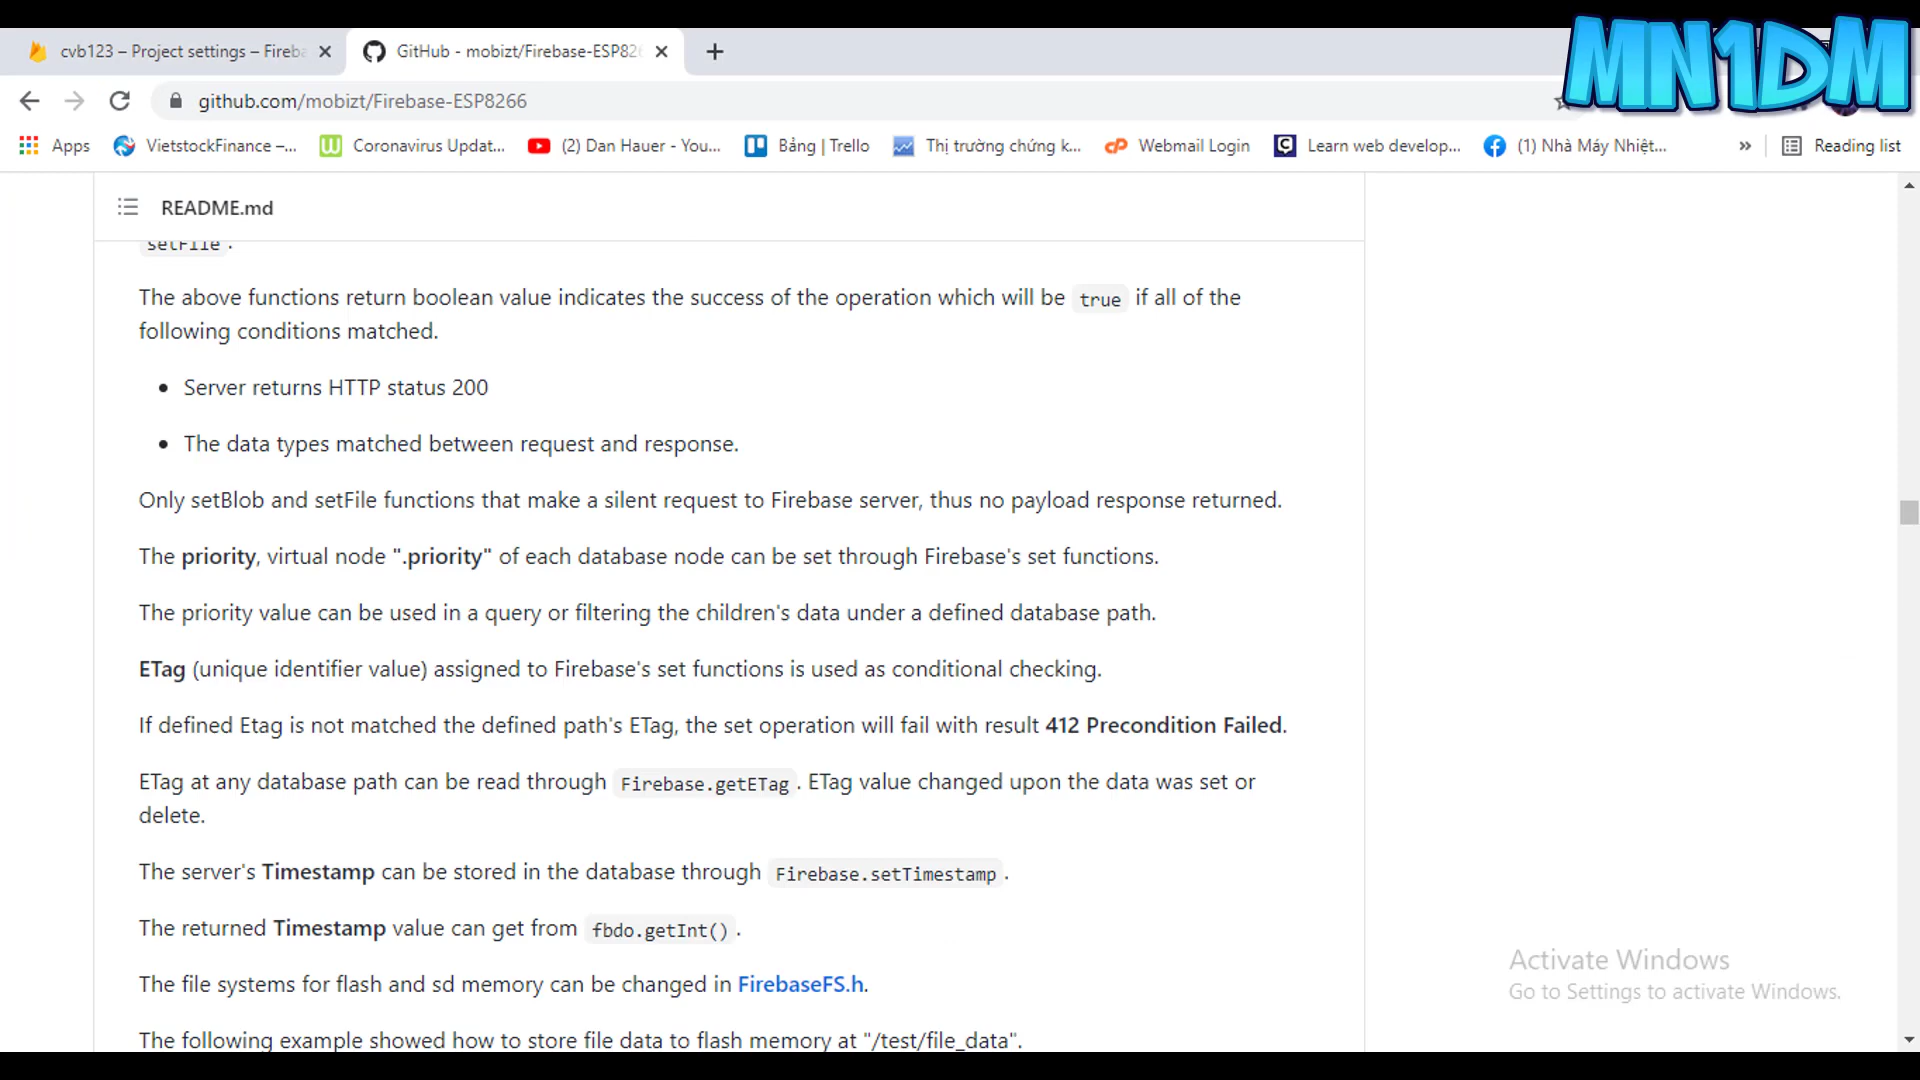 MN1DM
cvb123 – Project settings – Fireba
GitHub - mobizt/Firebase-ESP82
github.com/mobizt/Firebase-ESP8266
Apps
VietstockFinance –...
Coronavirus Updat...
(2) Dan Hauer - You...
Bảng | Trello
Thị trường chứng k...
Webmail Login
Learn web develop...
(1) Nhà Máy Nhiệt...
»
Reading list
README.md
setFile .
The above functions return boolean value indicates the success of the operation which will be true if all of the
following conditions matched.
• Server returns HTTP status 200
• The data types matched between request and response.
Only setBlob and setFile functions that make a silent request to Firebase server, thus no payload response returned.
The priority, virtual node ".priority" of each database node can be set through Firebase's set functions.
The priority value can be used in a query or filtering the children's data under a defined database path.
ETag (unique identifier value) assigned to Firebase's set functions is used as conditional checking.
If defined Etag is not matched the defined path's ETag, the set operation will fail with result 412 Precondition Failed.
ETag at any database path can be read through Firebase.getETag . ETag value changed upon the data was set or
delete.
The server's Timestamp can be stored in the database through Firebase.setTimestamp .
The returned Timestamp value can get from fbdo.getInt() .
The file systems for flash and sd memory can be changed in FirebaseFS.h.
The following example showed how to store file data to flash memory at "/test/file_data".
Activate Windows
Go to Settings to activate Windows.